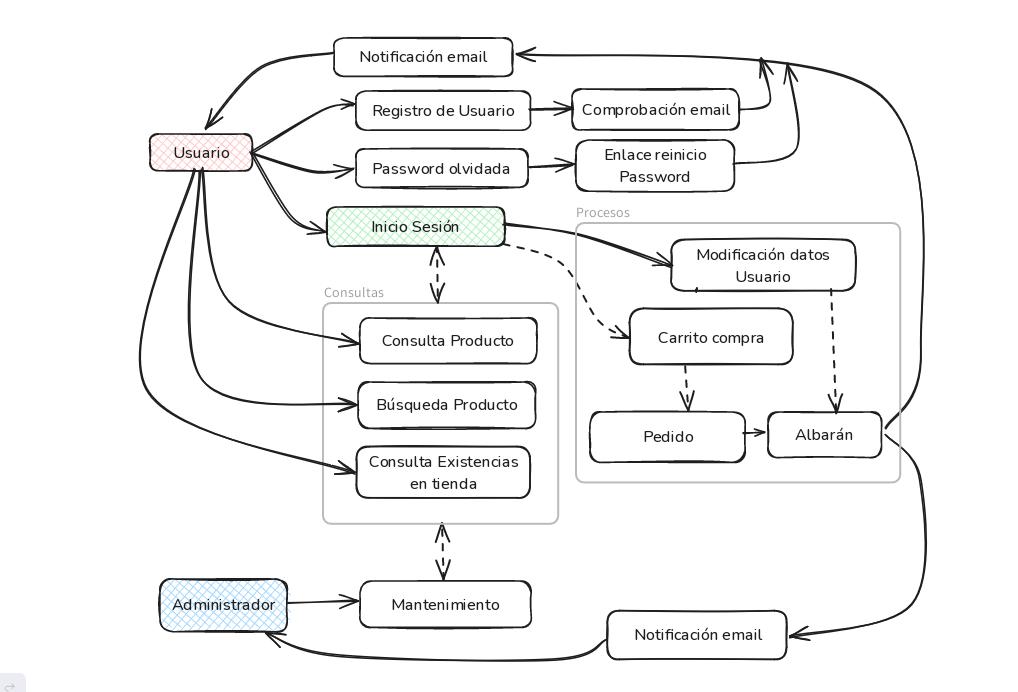 Notificación email
Registro de Usuario
Comprobación email
Usuario
Password olvidada
Enlace reinicio
Password
Inicio Sesión
Procesos
Modificación datos
Usuario
Consultas
Consulta Producto
Carrito compra
Búsqueda Producto
Pedido
Albarán
Consulta Existencias
en tienda
Administrador
Mantenimiento
Notificación email